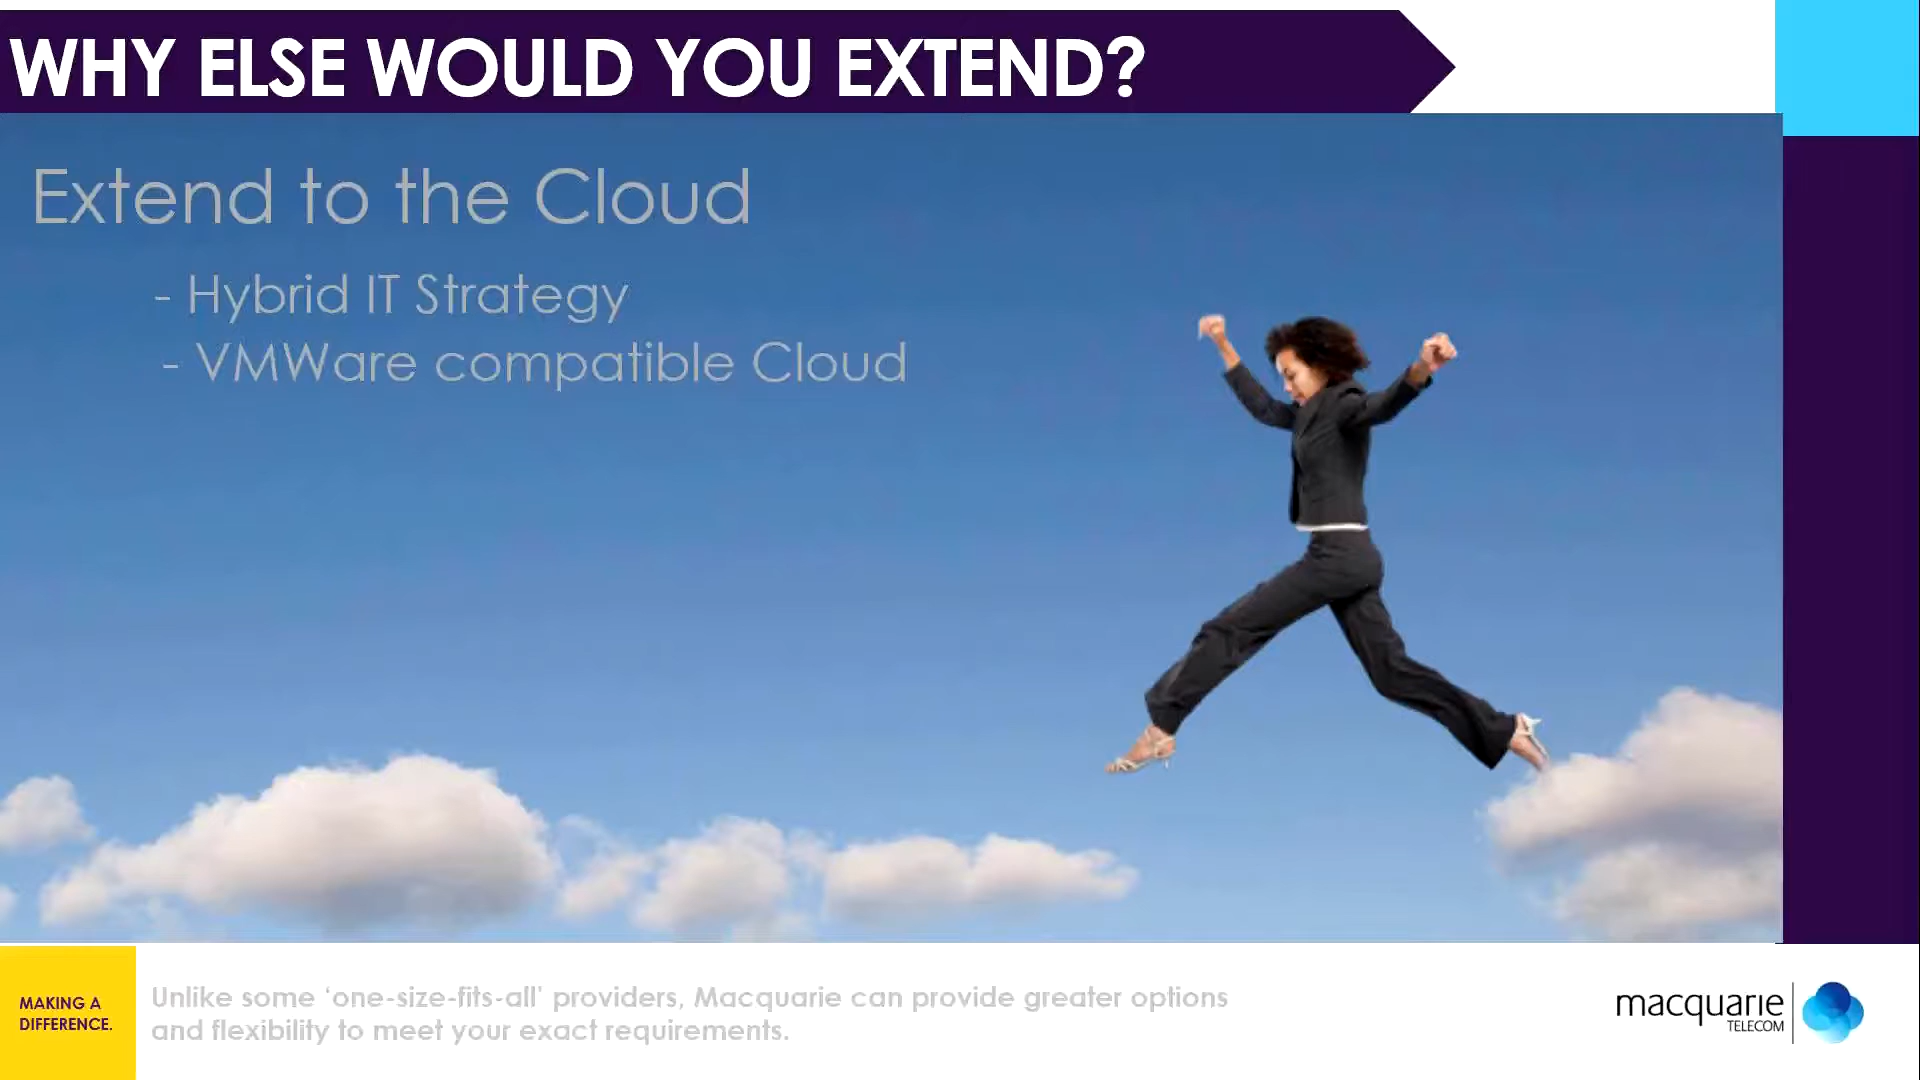 WHY ELSE WOULD YOU EXTEND?
Extend to the Cloud
- Hybrid IT Strategy
- VMWare compatible Cloud
MAKING A
DIFFERENCE.
Unlike some ‘one-size-fits-all’ providers, Macquarie can provide greater options
and flexibility to meet your exact requirements.
macquarie
TELECOM